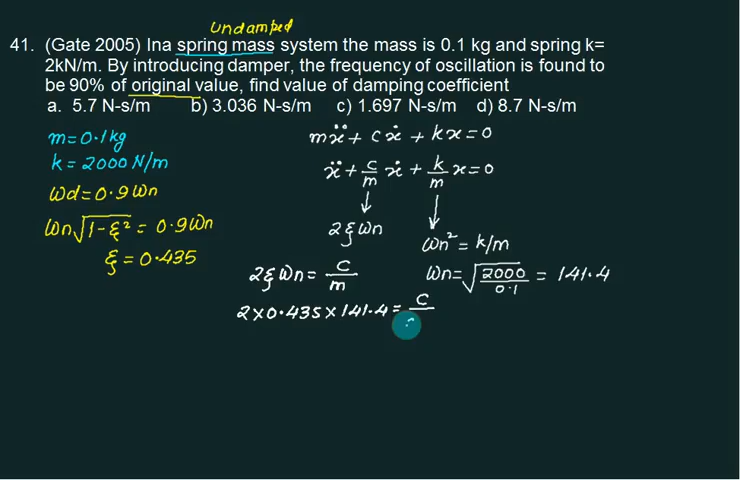 undamped
41. (Gate 2005) Ina spring mass system the mass is 0.1 kg and spring k=
2kN/m. By introducing damper, the frequency of oscillation is found to
be 90% of original value, find value of damping coefficient
a. 5.7 N-s/m b) 3.036 N-s/m c) 1.697 N-s/m d) 8.7 N-s/m
m=0.1kg
k=2000 N/m
ωd=0.9ωn
ωn√(1-ξ²) = 0.9ωn
ξ=0.435
mẍ + cẋ + kx=0
ẍ + c/m ẋ + k/m x=0
2ξωn
ωn² = k/m
ωn=√(2000/0.1) = 141.4
2ξωn = c/m
2×0.435×141.4 = c